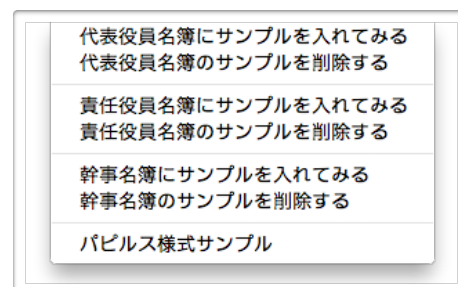 代表役員名簿にサンプルを入れてみる
代表役員名簿のサンプルを削除する
責任役員名簿にサンプルを入れてみる
責任役員名簿のサンプルを削除する
幹事名簿にサンプルを入れてみる
幹事名簿のサンプルを削除する
パピルス様式サンプル